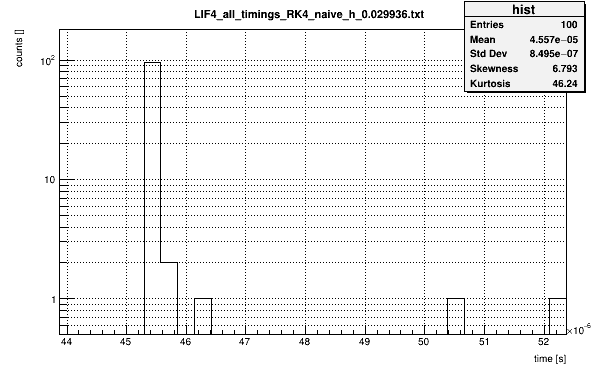 LIF4_all_timings_RK4_naive_h_0.029936.txt
hist
Entries 100
Mean 4.557e−05
Std Dev 8.495e−07
Skewness 6.793
Kurtosis 46.24
counts []
10²
10
1
44 45 46 47 48 49 50 51 52
×10⁻⁶
time [s]